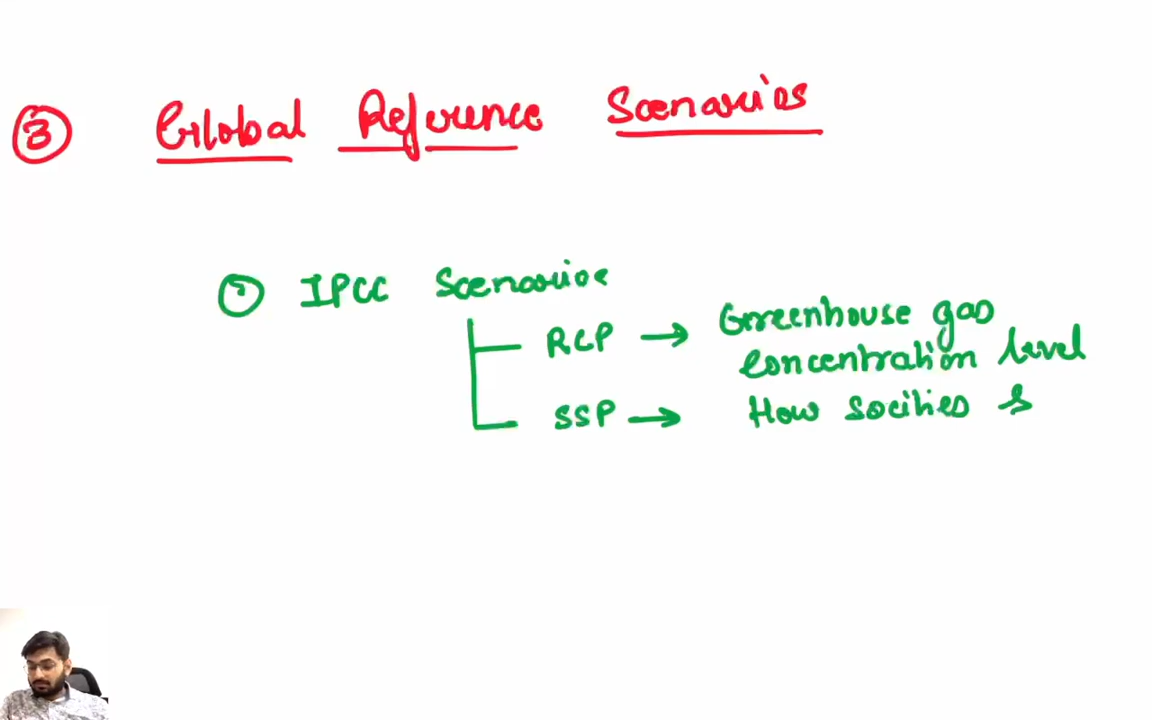 ③ Global Reference Scenarios
① IPCC Scenarios
RCP → Greenhouse gas
concentration level
SSP → How socities &